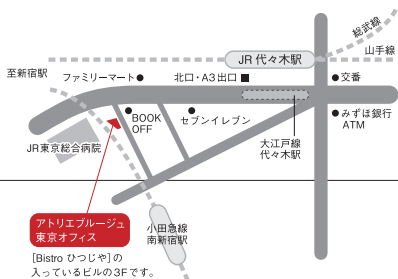 総武線
JR 代々木駅
山手線
至新宿駅
ファミリーマート
北口・A3出口
交番
BOOK
OFF
セブンイレブン
みずほ銀行
ATM
JR東京総合病院
大江戸線
代々木駅
アトリエブルージュ
東京オフィス
小田急線
南新宿駅
［Bistro ひつじや］の
入っているビルの3Fです。